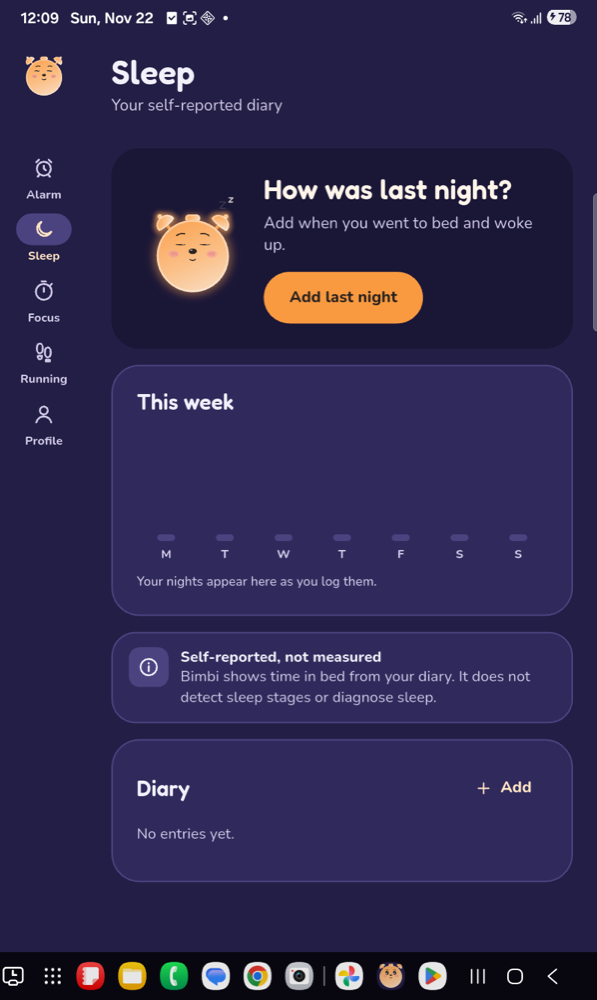 12:09 Sun, Nov 22
78
Sleep
Your self-reported diary
Alarm
Sleep
Focus
Running
Profile
z z
How was last night?
Add when you went to bed and woke
up.
Add last night
This week
M T W T F S S
Your nights appear here as you log them.
Self-reported, not measured
Bimbi shows time in bed from your diary. It does not
detect sleep stages or diagnose sleep.
Diary
+ Add
No entries yet.